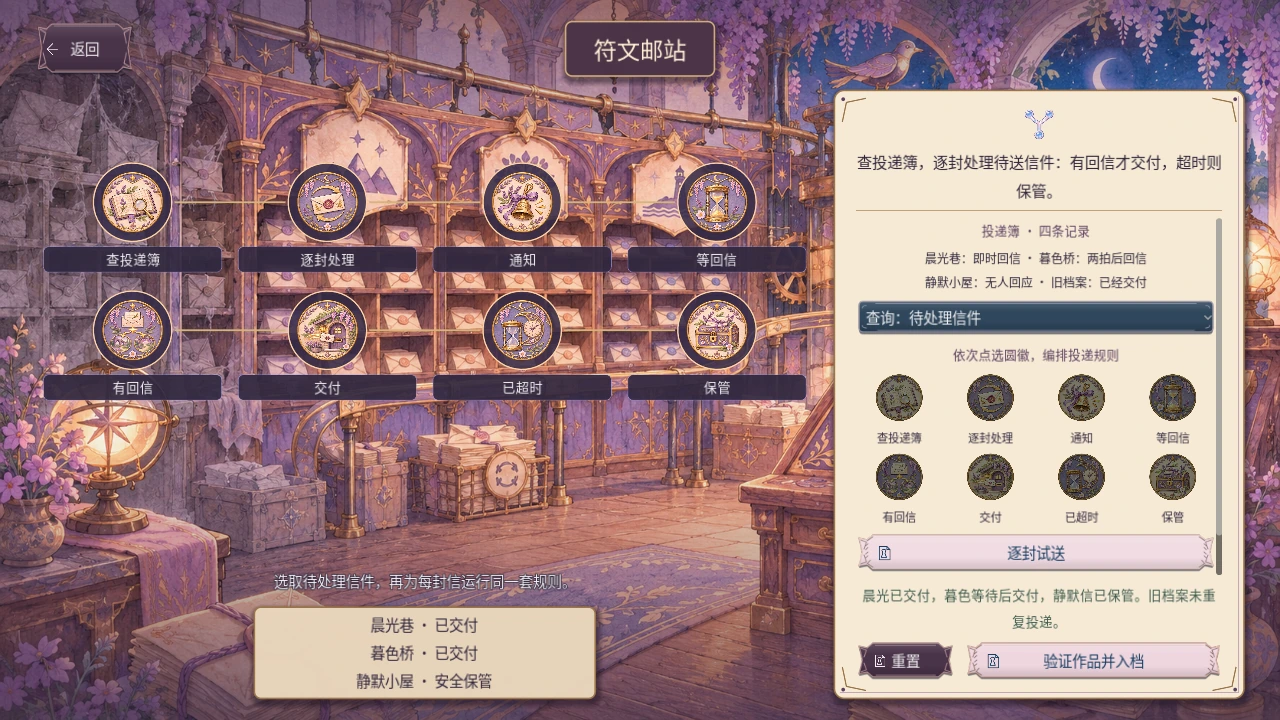 返回
符文邮站
查投递簿
逐封处理
通知
等回信
有回信
交付
已超时
保管
选取待处理信件，再为每封信运行同一套规则。
晨光巷 · 已交付
暮色桥 · 已交付
静默小屋 · 安全保管
查投递簿，逐封处理待送信件：有回信才交付，超时则
保管。
投递簿 · 四条记录
晨光巷：即时回信 · 暮色桥：两拍后回信
静默小屋：无人回应 · 旧档案：已经交付
查询：待处理信件
依次点选圆徽，编排投递规则
查投递簿
逐封处理
通知
等回信
有回信
交付
已超时
保管
逐封试送
晨光已交付，暮色等待后交付，静默信已保管。旧档案未重
复投递。
重置
验证作品并入档